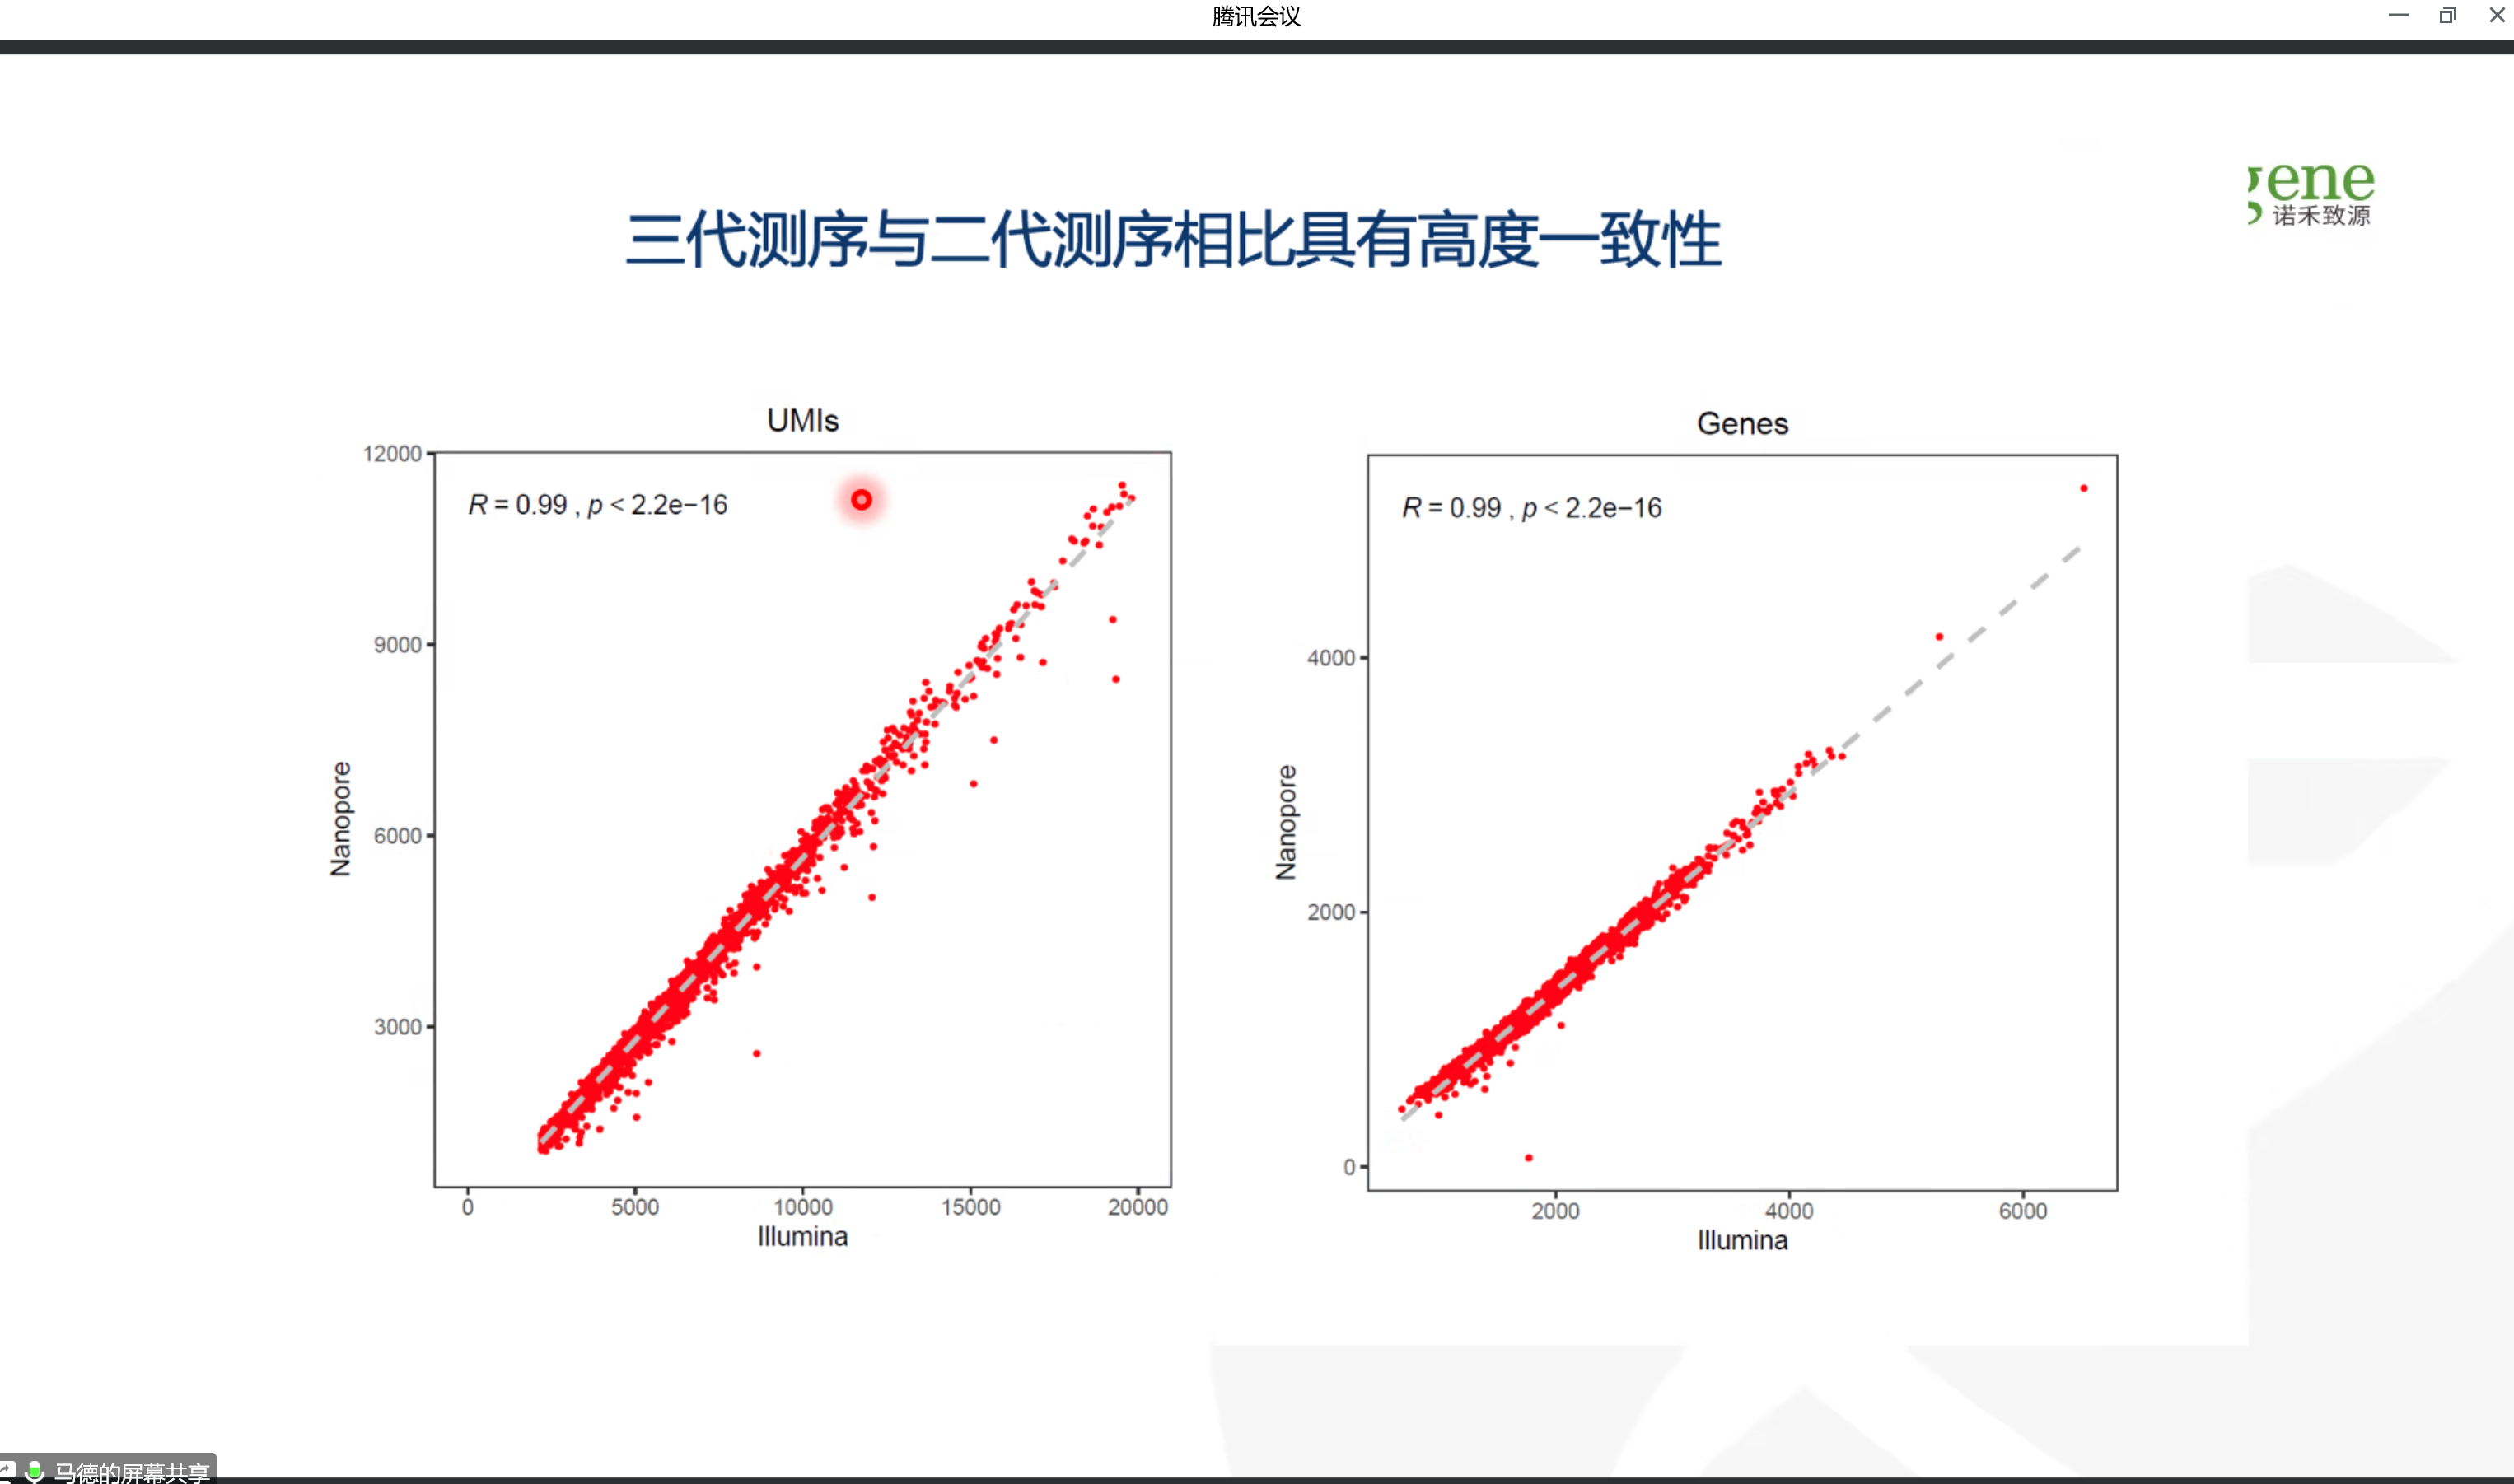 腾讯会议
gene
诺禾致源
三代测序与二代测序相比具有高度一致性
UMIs
R = 0.99 , p < 2.2e−16
12000
9000
6000
3000
Nanopore
0 5000 10000 15000 20000
Illumina
Genes
R = 0.99 , p < 2.2e−16
4000
2000
0
Nanopore
2000 4000 6000
Illumina
马德的屏幕共享